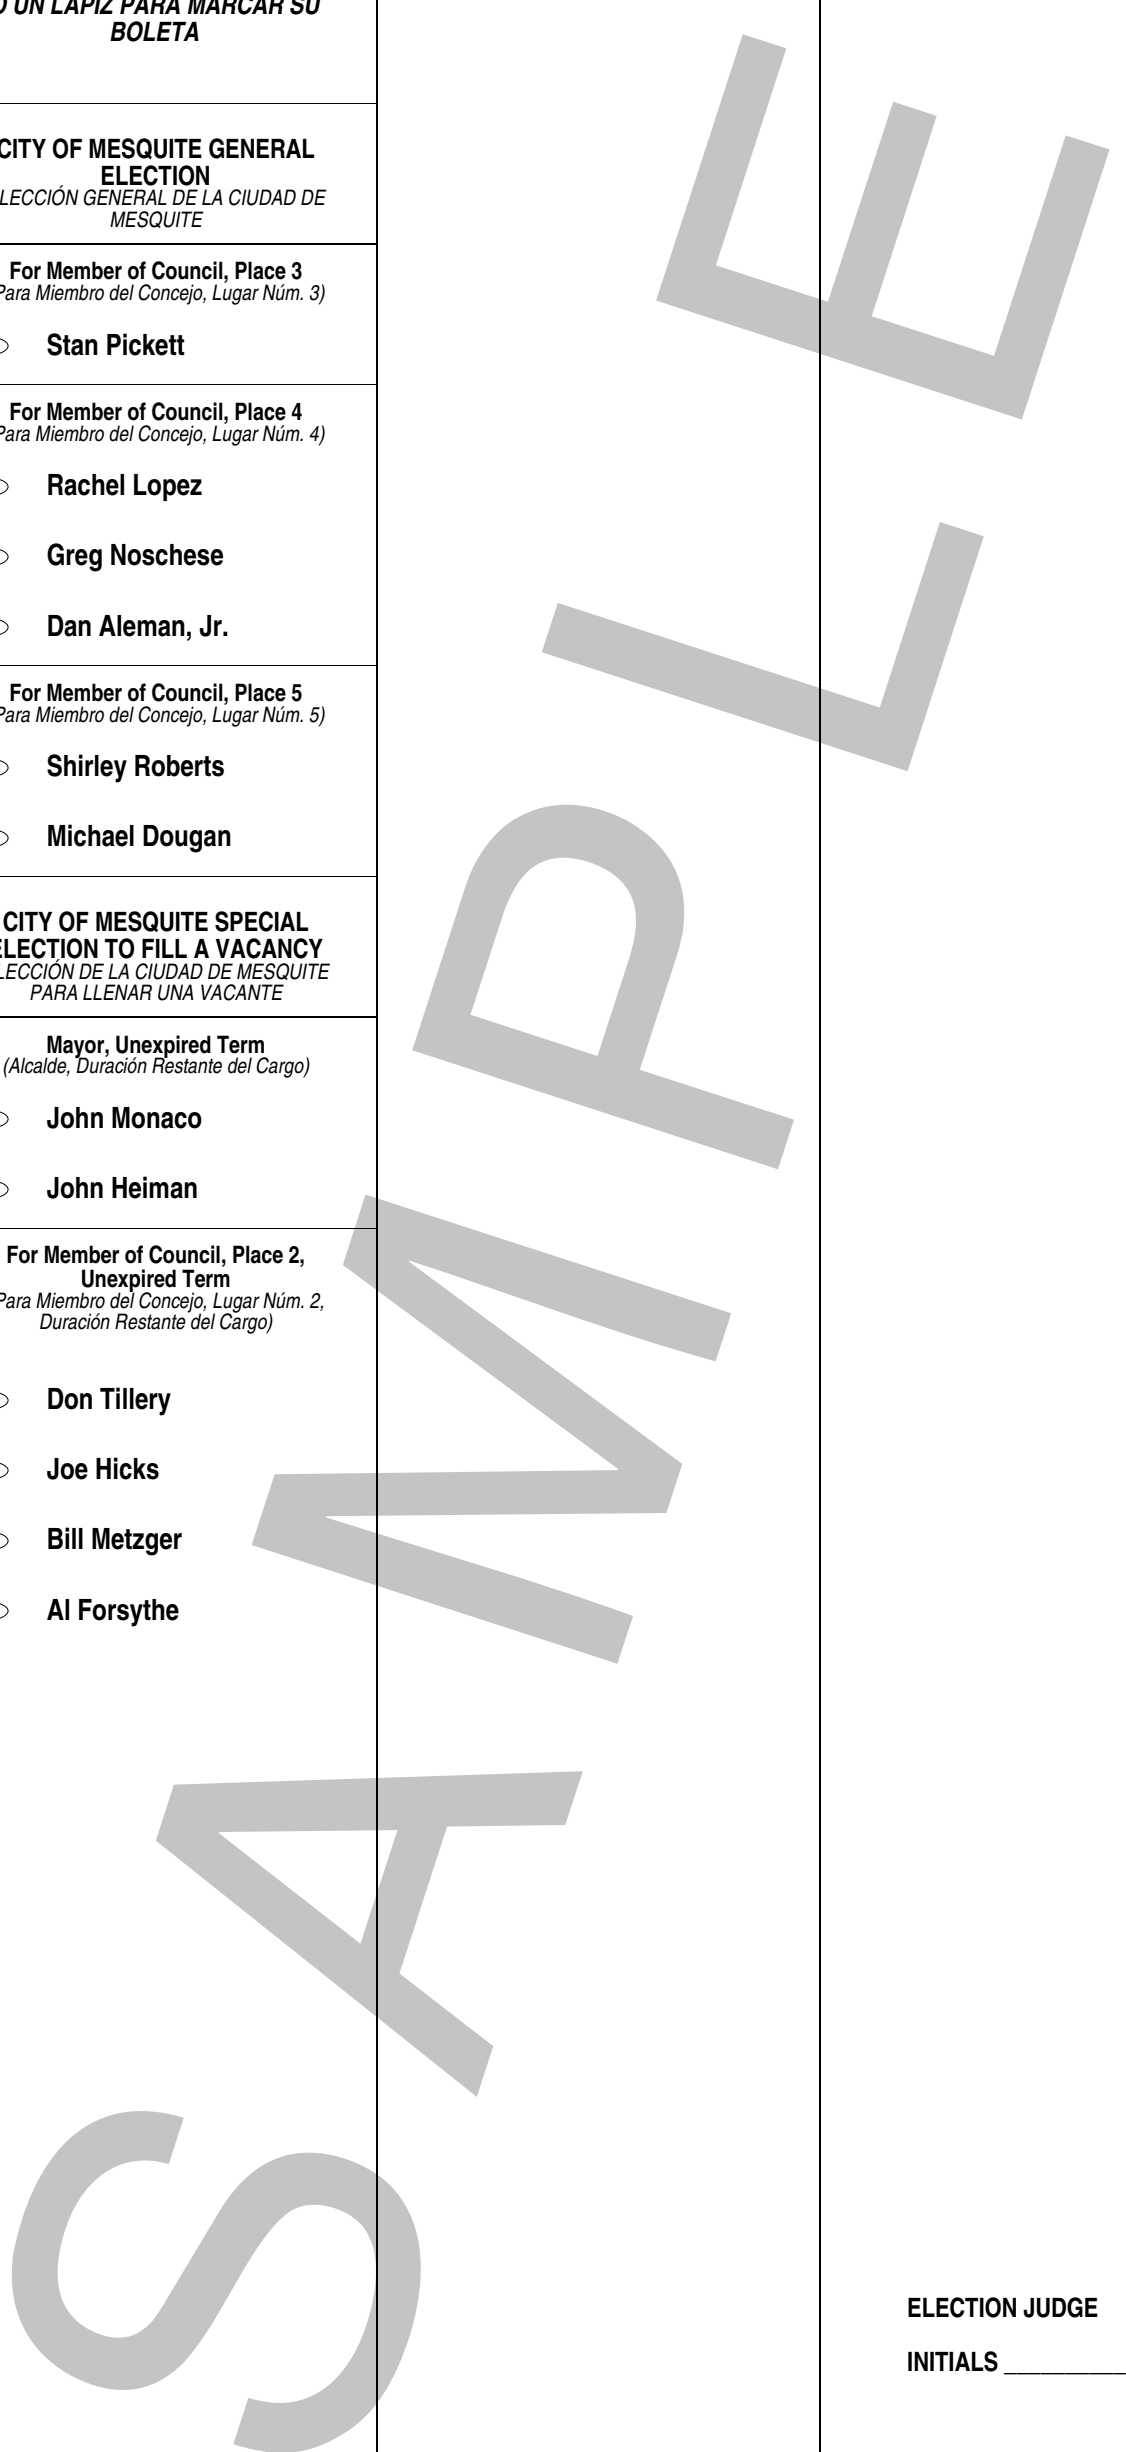 UN LÁPIZ PARA MARCAR SU
BOLETA
CITY OF MESQUITE GENERAL
ELECTION
LECCIÓN GENERAL DE LA CIUDAD DE
MESQUITE
For Member of Council, Place 3
Para Miembro del Concejo, Lugar Núm. 3)
Stan Pickett
For Member of Council, Place 4
Para Miembro del Concejo, Lugar Núm. 4)
Rachel Lopez
Greg Noschese
Dan Aleman, Jr.
For Member of Council, Place 5
Para Miembro del Concejo, Lugar Núm. 5)
Shirley Roberts
Michael Dougan
CITY OF MESQUITE SPECIAL
ELECTION TO FILL A VACANCY
LECCIÓN DE LA CIUDAD DE MESQUITE
PARA LLENAR UNA VACANTE
Mayor, Unexpired Term
(Alcalde, Duración Restante del Cargo)
John Monaco
John Heiman
For Member of Council, Place 2,
Unexpired Term
Para Miembro del Concejo, Lugar Núm. 2,
Duración Restante del Cargo)
Don Tillery
Joe Hicks
Bill Metzger
Al Forsythe
SAMPLE
ELECTION JUDGE
INITIALS __________